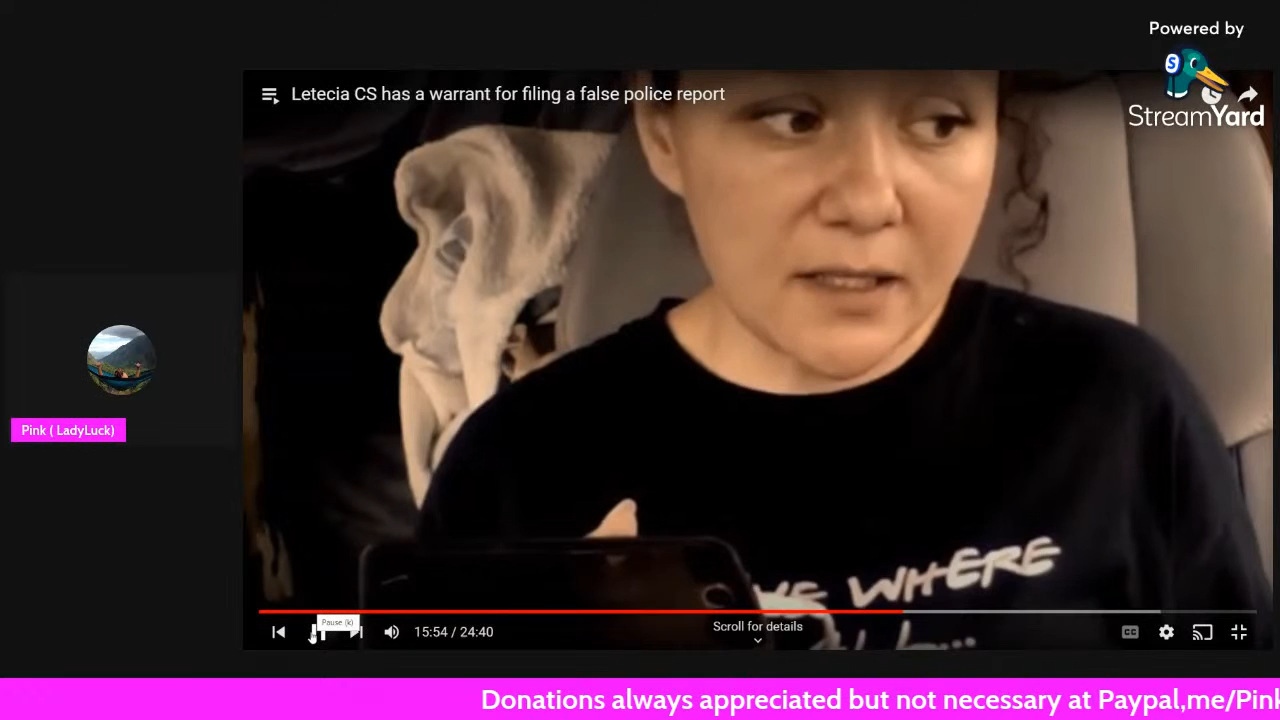 Powered by
StreamYard
Letecia CS has a warrant for filing a false police report
Pink ( LadyLuck)
WHERE
Pause (k)
15:54 / 24:40
Scroll for details
CC
Donations always appreciated but not necessary at Paypal,me/Pink